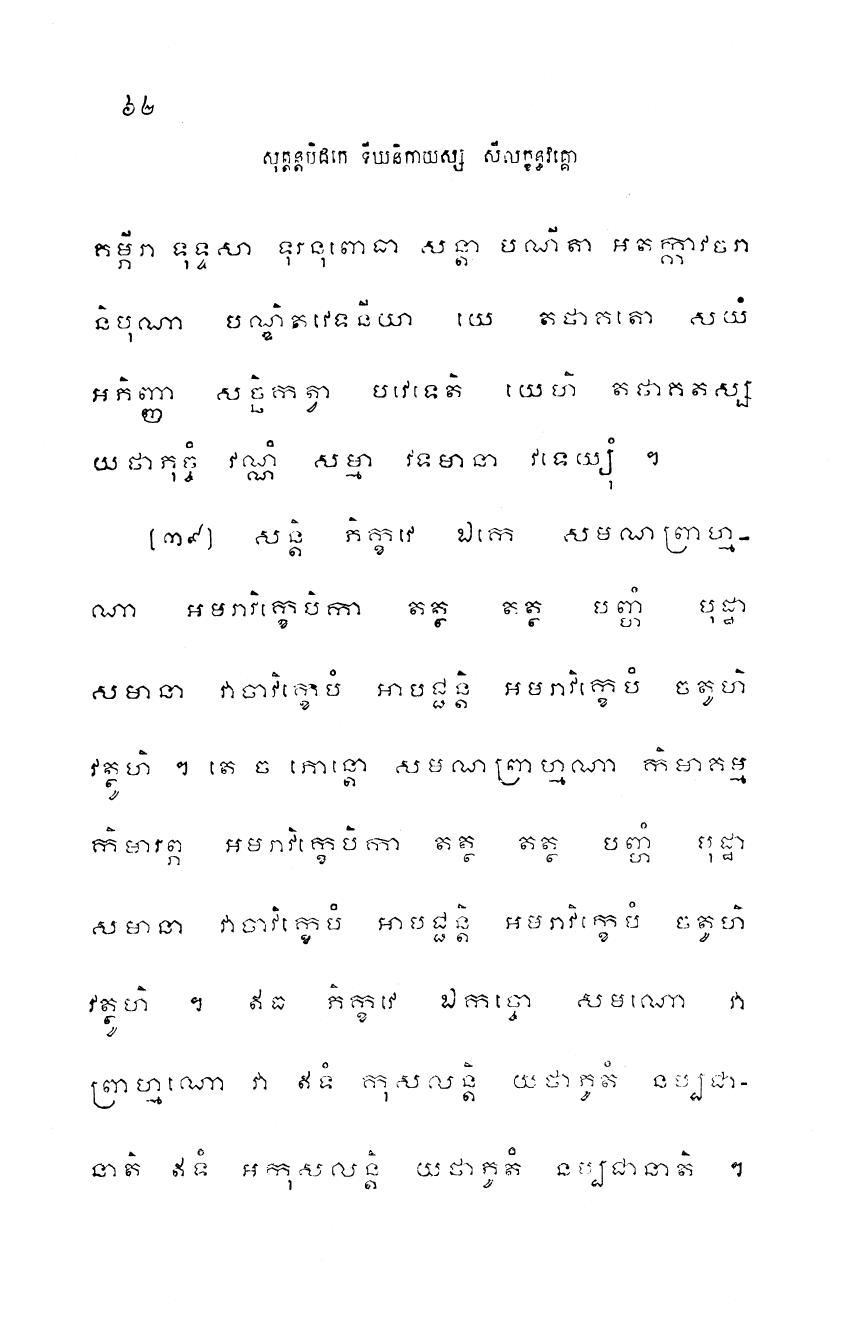 ៦២
សុត្តន្តបិដកេ ទីឃនិកាយស្ស សីលក្ខន្ធវគ្គោ
គម្ភីរា ទុទ្ទសា ទុរនុពោធា សន្តា បណីតា អតក្កាវចរា
និបុណា បណ្ឌិតវេទនីយា យេ តថាគតោ សយំ
អភិញ្ញា សច្ឆិកត្វា បវេទេតិ យេហិ តថាគតស្ស
យថាភុច្ចំ វណ្ណំ សម្មា វទមានា វទេយ្យុំ ។
[៣៩] សន្តិ ភិក្ខវេ ឯកេ សមណព្រាហ្ម-
ណា អមរាវិក្ខេបិកា តត្ថ តត្ថ បញ្ហំ បុដ្ឋា
សមានា វាចាវិក្ខេបំ អាបជ្ជន្តិ អមរាវិក្ខេបំ ចតូហិ
វត្ថូហិ ។ តេ ច ភោន្តោ សមណព្រាហ្មណា កិមាគម្ម
កិមារព្ភ អមរាវិក្ខេបិកា តត្ថ តត្ថ បញ្ហំ បុដ្ឋា
សមានា វាចាវិក្ខេបំ អាបជ្ជន្តិ អមរាវិក្ខេបំ ចតូហិ
វត្ថូហិ ។ ឥធ ភិក្ខវេ ឯកច្ចោ សមណោ វា
ព្រាហ្មណោ វា ឥទំ កុសលន្តិ យថាភូតំ នប្បជា-
នាតិ ឥទំ អកុសលន្តិ យថាភូតំ នប្បជានាតិ ។